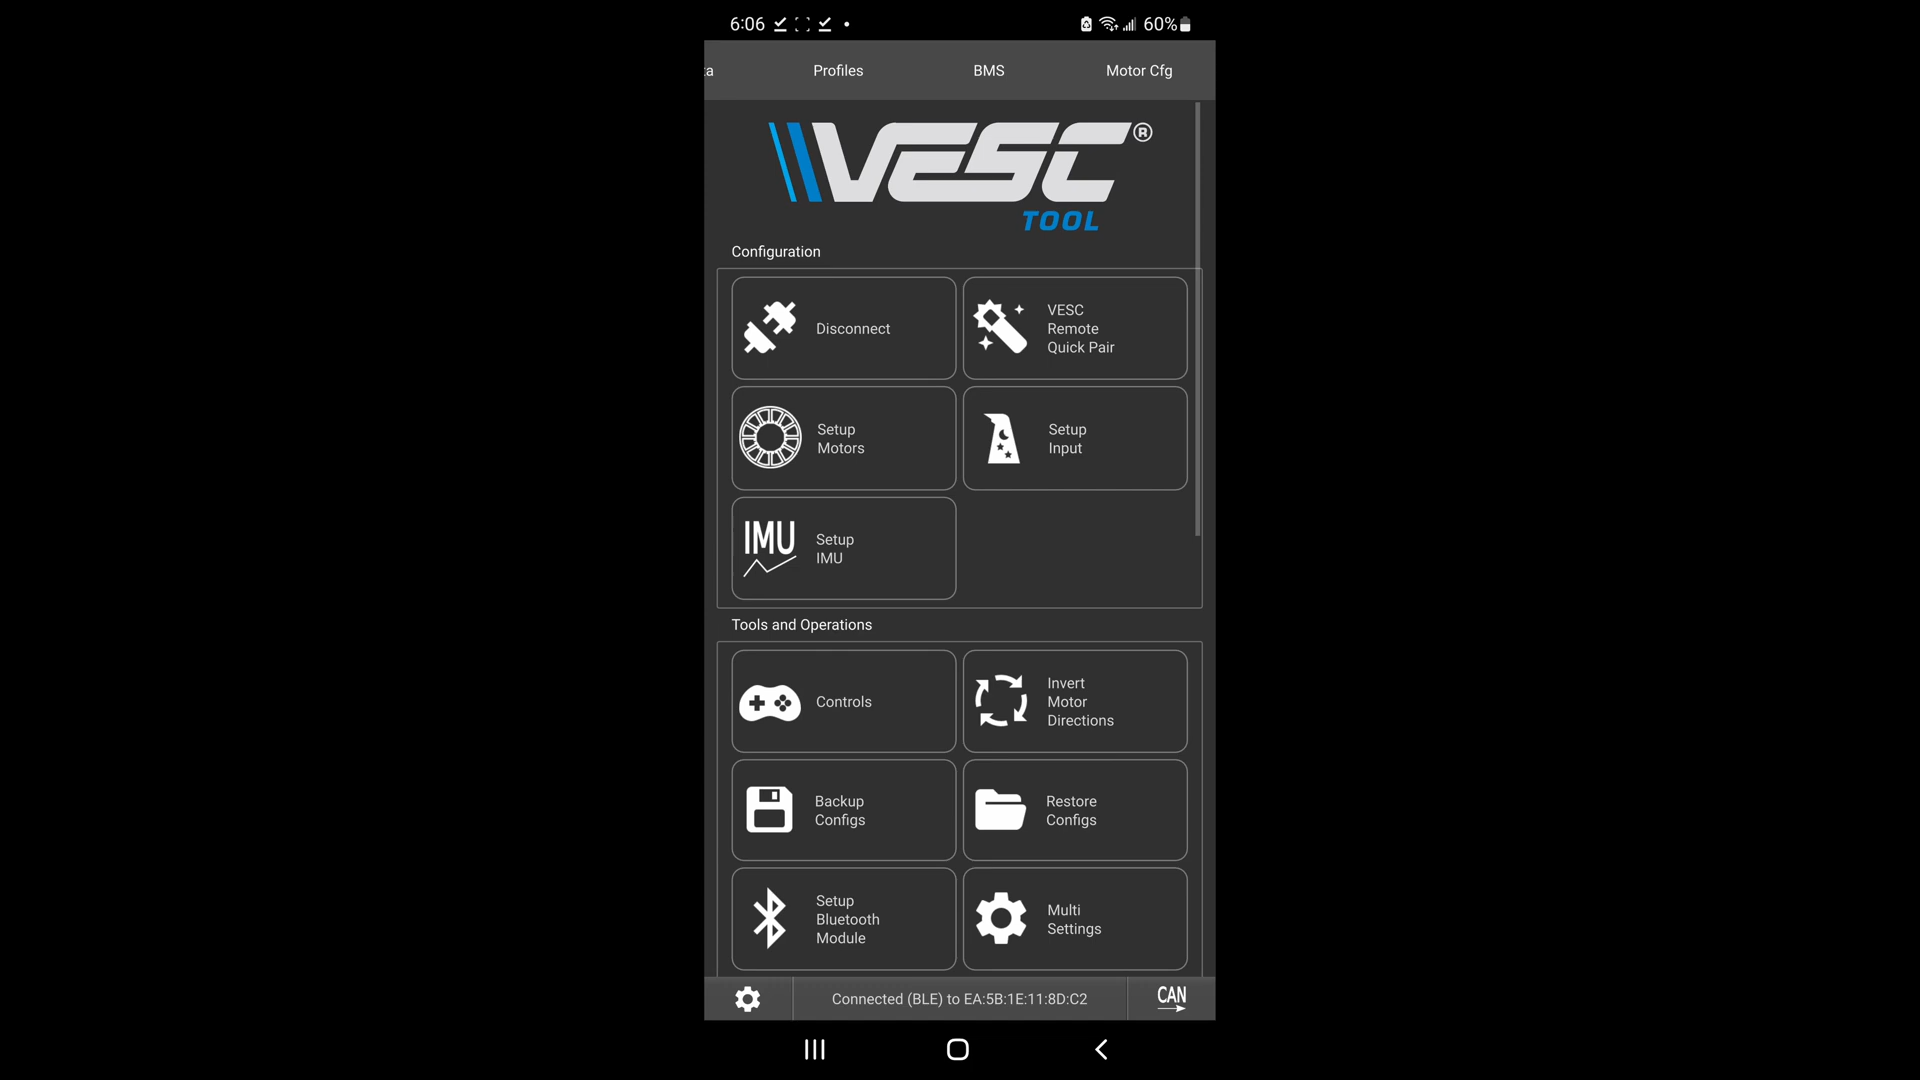 6:06 60%
ta Profiles BMS Motor Cfg
VESC®
TOOL
Configuration
Disconnect
VESC
Remote
Quick Pair
Setup
Motors
Setup
Input
IMU
Setup
IMU
Tools and Operations
Controls
Invert
Motor
Directions
Backup
Configs
Restore
Configs
Setup
Bluetooth
Module
Multi
Settings
Connected (BLE) to EA:5B:1E:11:8D:C2
CAN